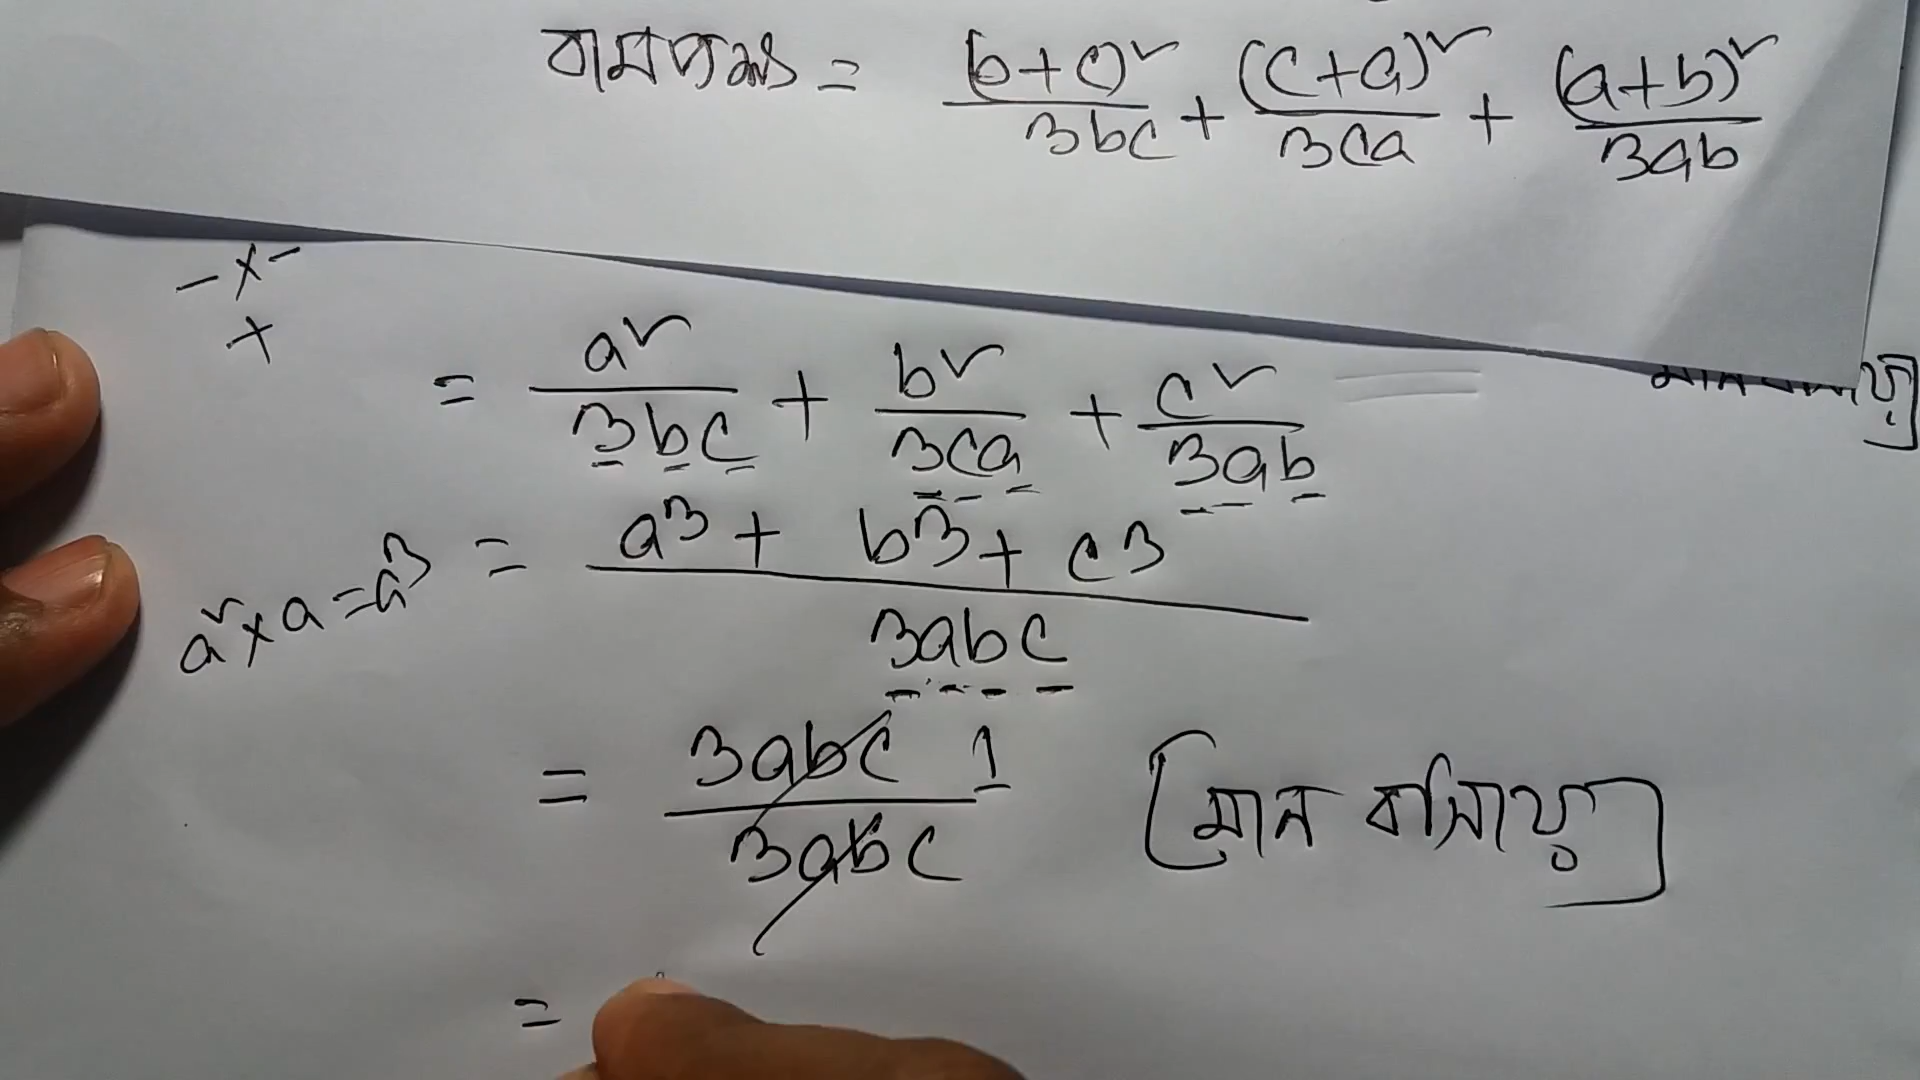 বামপক্ষ = (b+c)²/3bc + (c+a)²/3ca + (a+b)²/3ab
-×-
+
= a²/3bc + b²/3ca + c²/3ab
a²×a=a³ = a³ + b³ + c³/3abc
= 3abc 1/3abc [মান বসিয়ে]
=